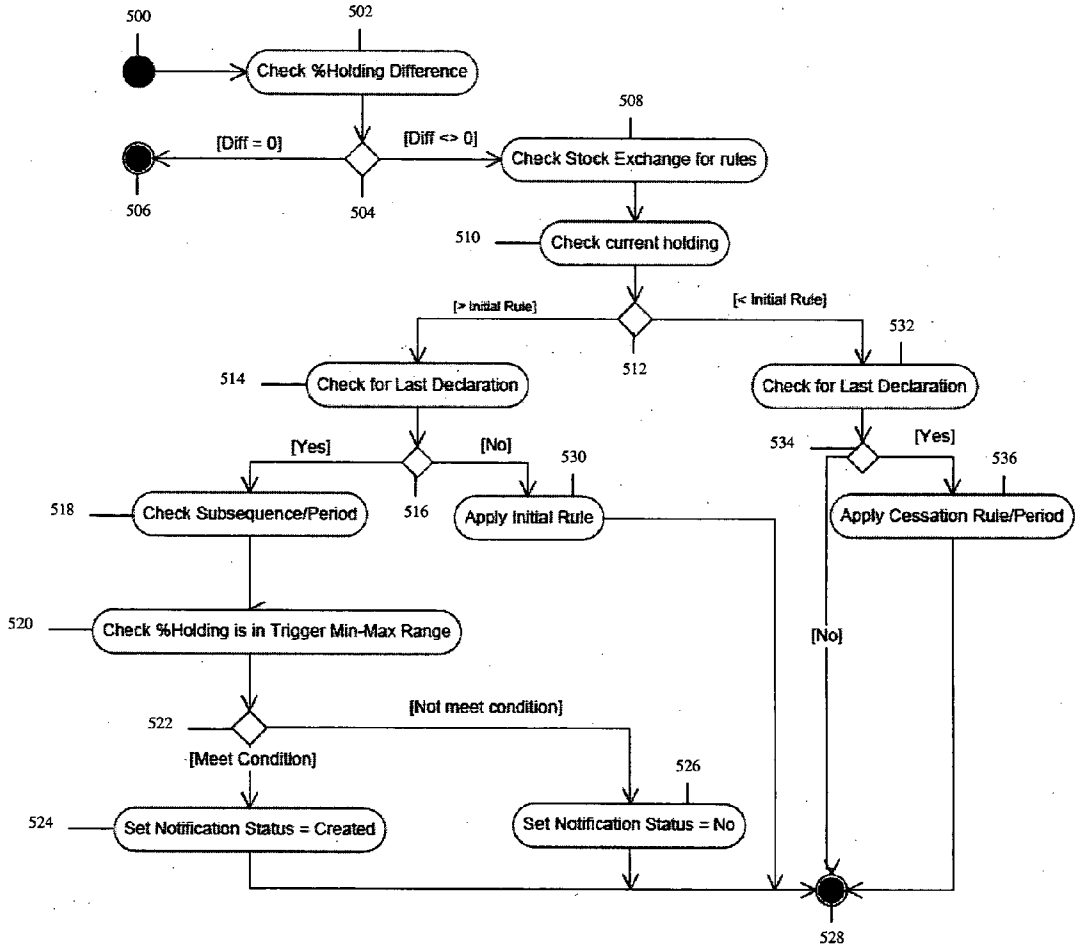 500
502
Check %Holding Difference
508
[Diff = 0]
[Diff <> 0]
Check Stock Exchange for rules
506
504
510
Check current holding
[> Initial Rule]
[< Initial Rule]
512
532
514
Check for Last Declaration
Check for Last Declaration
[Yes]
[No]
534
[Yes]
516
530
536
518
Check Subsequence/Period
Apply Initial Rule
Apply Cessation Rule/Period
520
Check %Holding is in Trigger Min-Max Range
[No]
[Not meet condition]
522
[Meet Condition]
526
524
Set Notification Status = Created
Set Notification Status = No
528